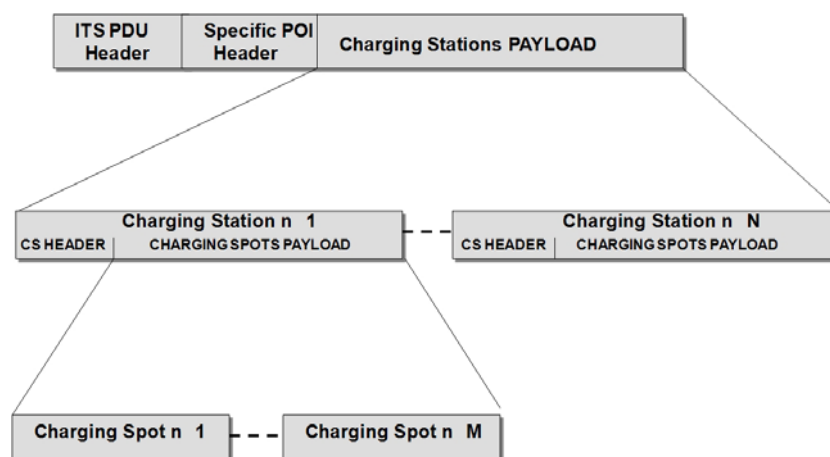 ITS PDU Header
Specific POI Header
Charging Stations PAYLOAD
Charging Station n 1
CS HEADER CHARGING SPOTS PAYLOAD
Charging Station n N
CS HEADER CHARGING SPOTS PAYLOAD
Charging Spot n 1
Charging Spot n M